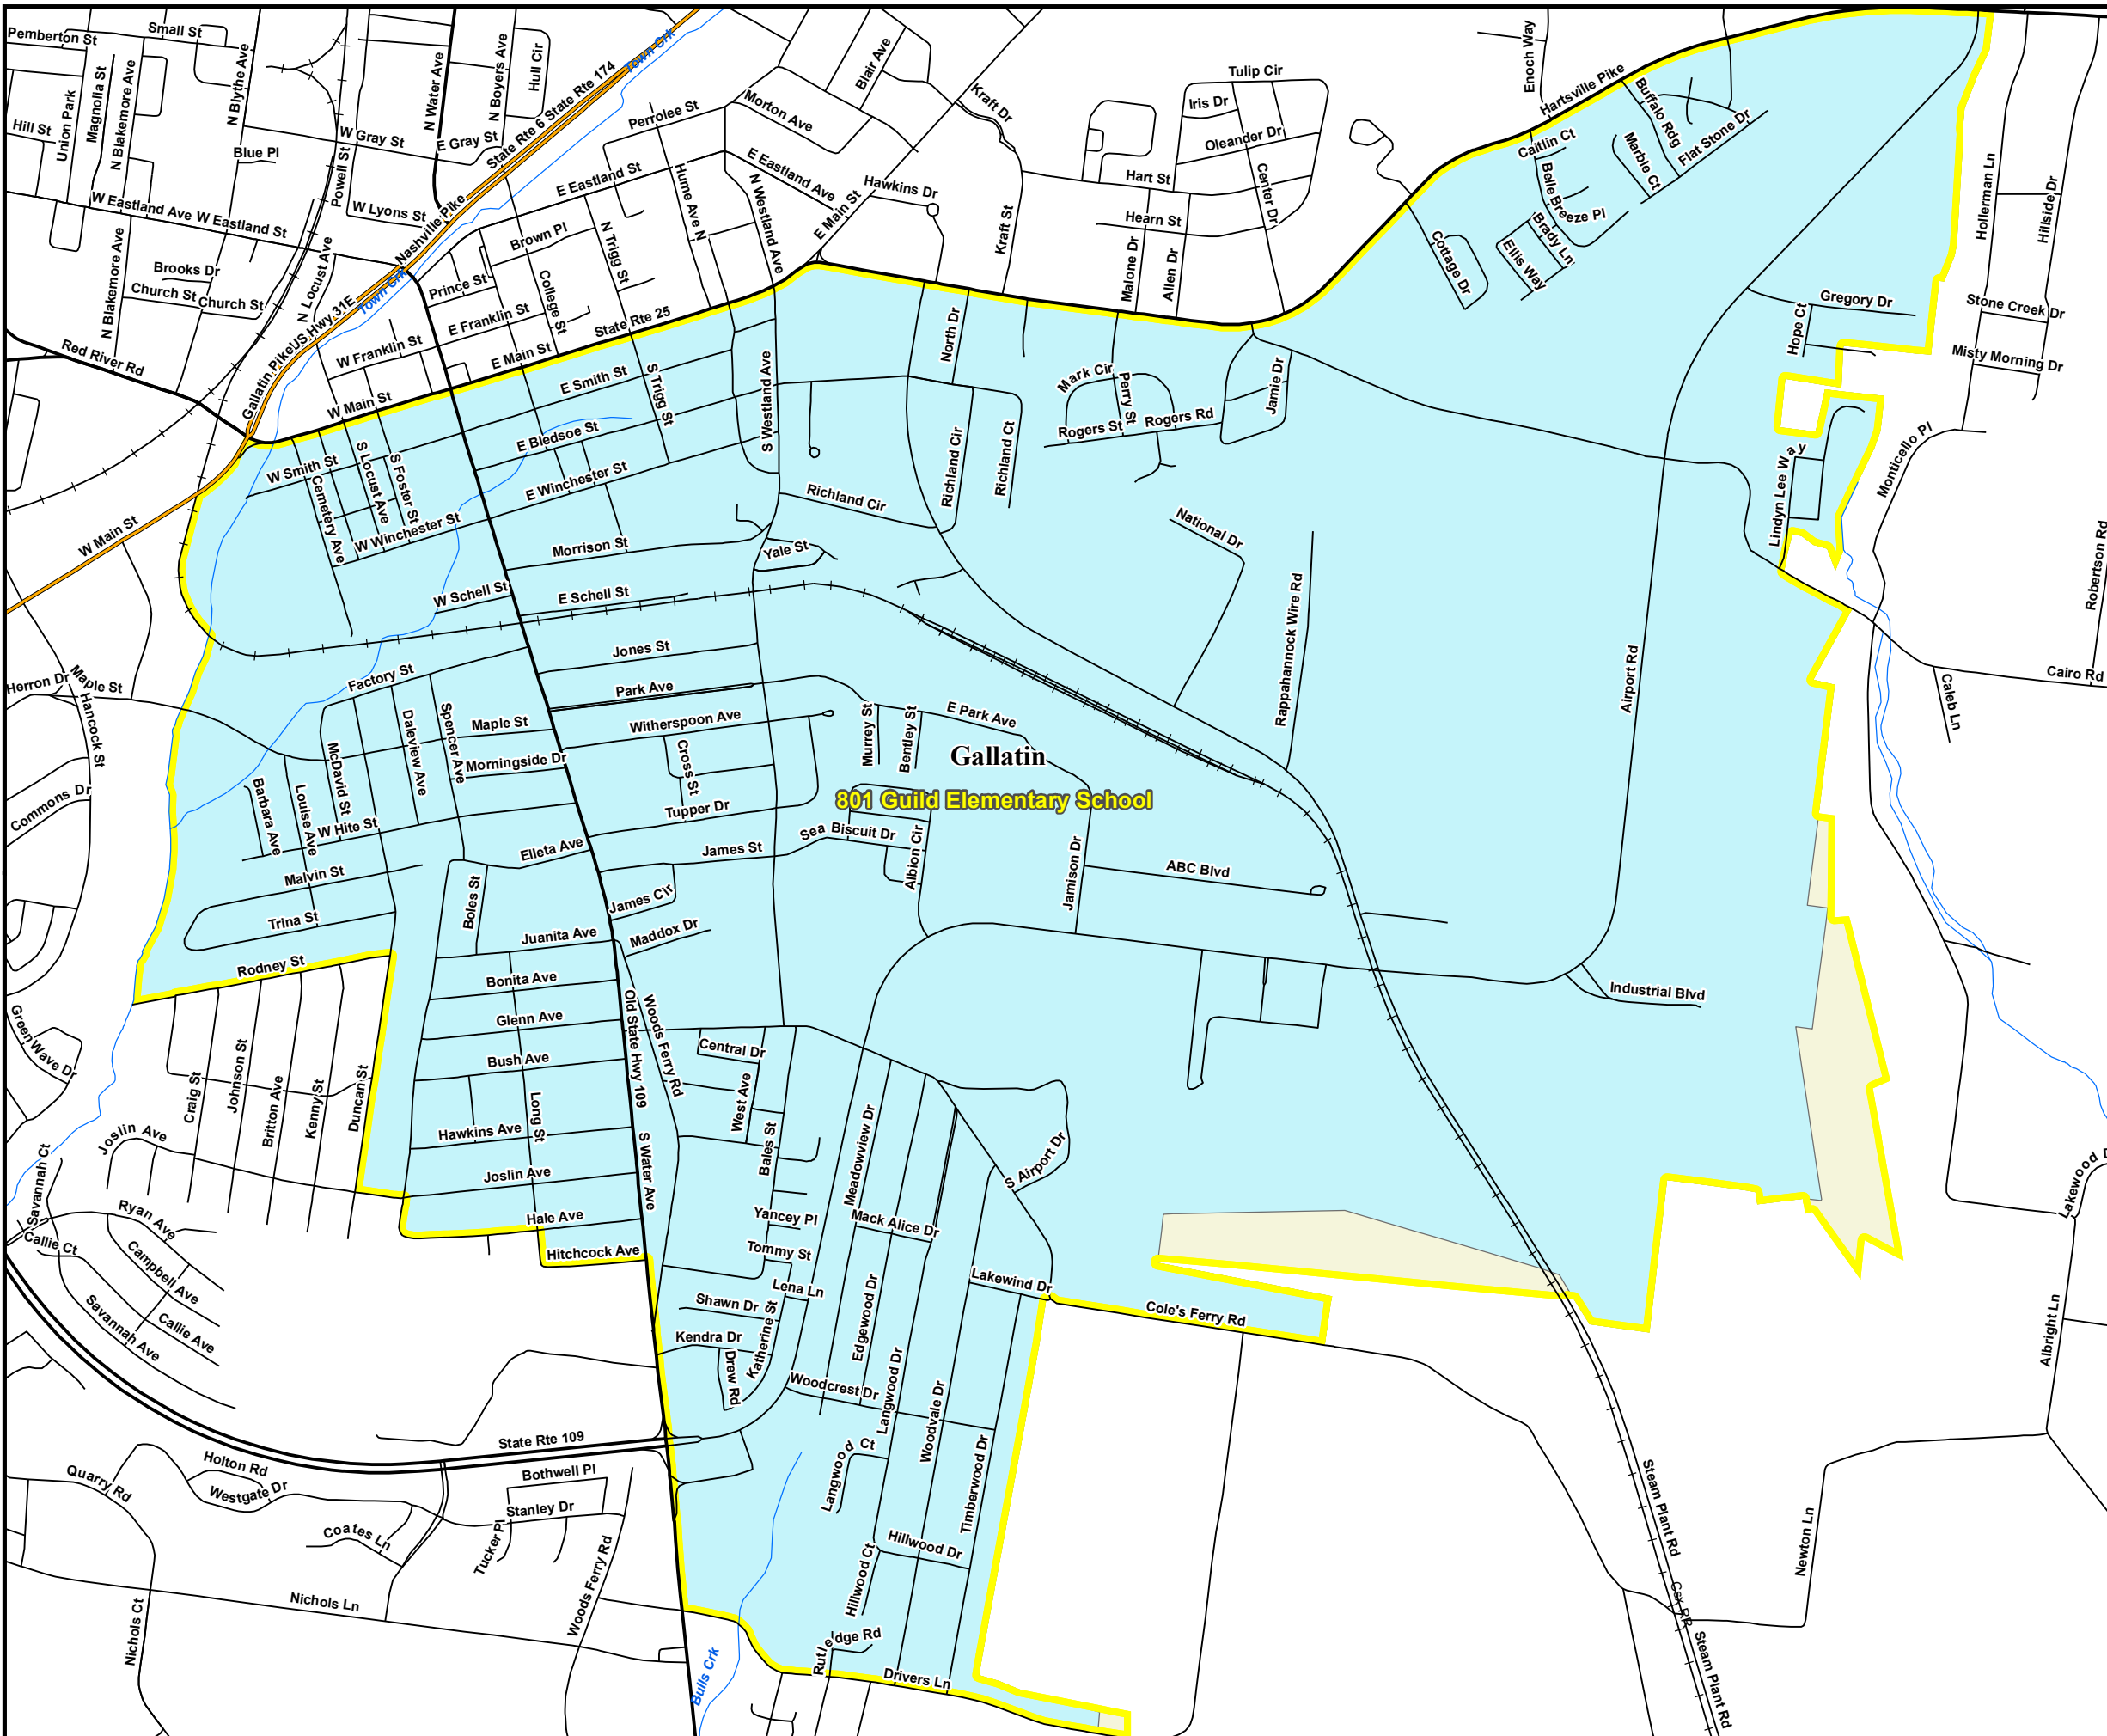 Pemberton St
Small St
N Blythe Ave
N Water Ave
N Boyers Ave
Hull Cir
State Rte 6 State Rte 174
Town Crk
Blair Ave
Kraft Dr
Tulip Cir
Iris Dr
Oleander Dr
Enoch Way
Hartsville Pike
Buffalo Rdg
Union Park
Magnolia St
N Blakemore Ave
Hill St
Blue Pl
W Gray St
E Gray St
Powell St
Perrolee St
Morton Ave
E Eastland Ave
E Eastland St
Hume Ave N
N Westland Ave
E Main St
Hawkins Dr
Kraft St
Hart St
Hearn St
Center Dr
Malone Dr
Allen Dr
Caitlin Ct
Marble Ct
Flat Stone Dr
Belle Breeze Pl
Brady Ln
Ellis Way
Cottage Dr
Hollerman Ln
Hillside Dr
W Eastland Ave
W Eastland St
W Lyons St
Nashville Pike
Town Crk
Brown Pl
N Trigg St
N Blakemore Ave
Brooks Dr
Church St
Church St
N Locust Ave
US Hwy 31E
Gallatin Pike
Prince St
College St
E Franklin St
W Franklin St
State Rte 25
E Main St
W Main St
Red River Rd
North Dr
Gregory Dr
Hope Ct
Stone Creek Dr
Misty Morning Dr
E Smith St
S Trigg St
S Westland Ave
Mark Cir
Perry St
Rogers St
Rogers Rd
Jamie Dr
W Smith St
S Locust Ave
S Foster St
Cemetery Ave
E Bledsoe St
E Winchester St
W Winchester St
Richland Cir
Richland Cir
Richland Ct
Lindyn Lee Way
Monticello Pl
W Main St
Morrison St
Yale St
National Dr
Rappahannock Wire Rd
Robertson Rd
W Schell St
E Schell St
Airport Rd
Cairo Rd
Caleb Ln
Herron Dr
Maple St
Hancock St
Factory St
Jones St
Park Ave
Witherspoon Ave
Murrey St
Bentley St
E Park Ave
Gallatin
801 Guild Elementary School
Daleview Ave
Spencer Ave
Maple St
Morningside Dr
Cross St
Tupper Dr
McDavid St
Barbara Ave
Louise Ave
W Hite St
Commons Dr
Elleta Ave
James St
Sea Biscuit Dr
Albion Cir
Jamison Dr
ABC Blvd
Malvin St
Trina St
Boles St
James Cir
Maddox Dr
Juanita Ave
Rodney St
Bonita Ave
Glenn Ave
Bush Ave
Old State Hwy 109
Woods Ferry Rd
Central Dr
West Ave
Industrial Blvd
Green Wave Dr
Craig St
Johnson St
Britton Ave
Kenny St
Duncan St
Long St
Hawkins Ave
Joslin Ave
Joslin Ave
S Water Ave
Bales St
Meadowview Dr
S Airport Dr
Hale Ave
Hitchcock Ave
Yancey Pl
Mack Alice Dr
Tommy St
Lena Ln
Lakewind Dr
Cole's Ferry Rd
Savannah Ct
Ryan Ave
Callie Ct
Campbell Ave
Callie Ave
Savannah Ave
Shawn Dr
Kendra Dr
Drew Rd
Katherine St
Edgewood Dr
Langwood Dr
Woodcrest Dr
Woodvale Dr
Timberwood Dr
Langwood Ct
Lakewood D
Albright Ln
State Rte 109
Holton Rd
Westgate Dr
Quarry Rd
Bothwell Pl
Stanley Dr
Tucker Pl
Coates Ln
Woods Ferry Rd
Nichols Ln
Nichols Ct
Hillwood Dr
Hillwood Ct
Rutledge Rd
Drivers Ln
Bulls Crk
Steam Plant Rd
Csx RR
Steam Plant Rd
Newton Ln